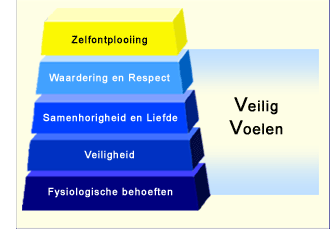 Zelfontplooiing
Waardering en Respect
Samenhorigheid en Liefde
Veiligheid
Fysiologische behoeften
Veilig
Voelen